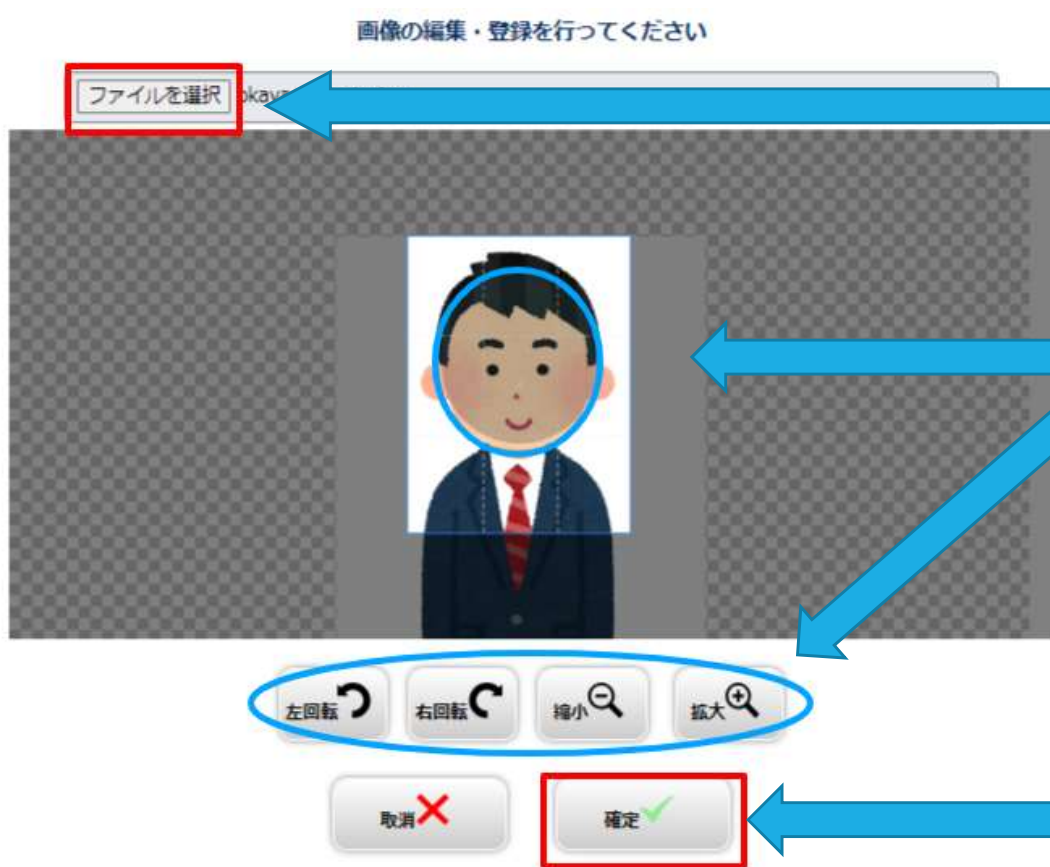 画像の編集・登録を行ってください
ファイルを選択
左回転 右回転 縮小 拡大
取消 確定